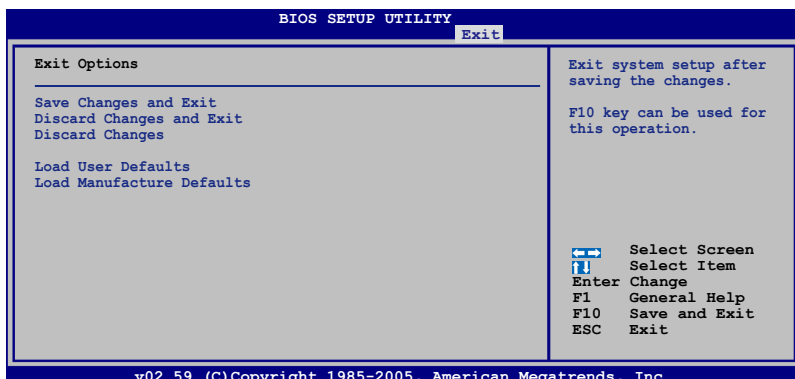 BIOS SETUP UTILITY
Exit
Exit Options
Save Changes and Exit
Discard Changes and Exit
Discard Changes
Load User Defaults
Load Manufacture Defaults
Exit system setup after
saving the changes.
F10 key can be used for
this operation.
←→ Select Screen
↑↓ Select Item
Enter Change
F1 General Help
F10 Save and Exit
ESC Exit
v02.59 (C)Copyright 1985-2005, American Megatrends, Inc